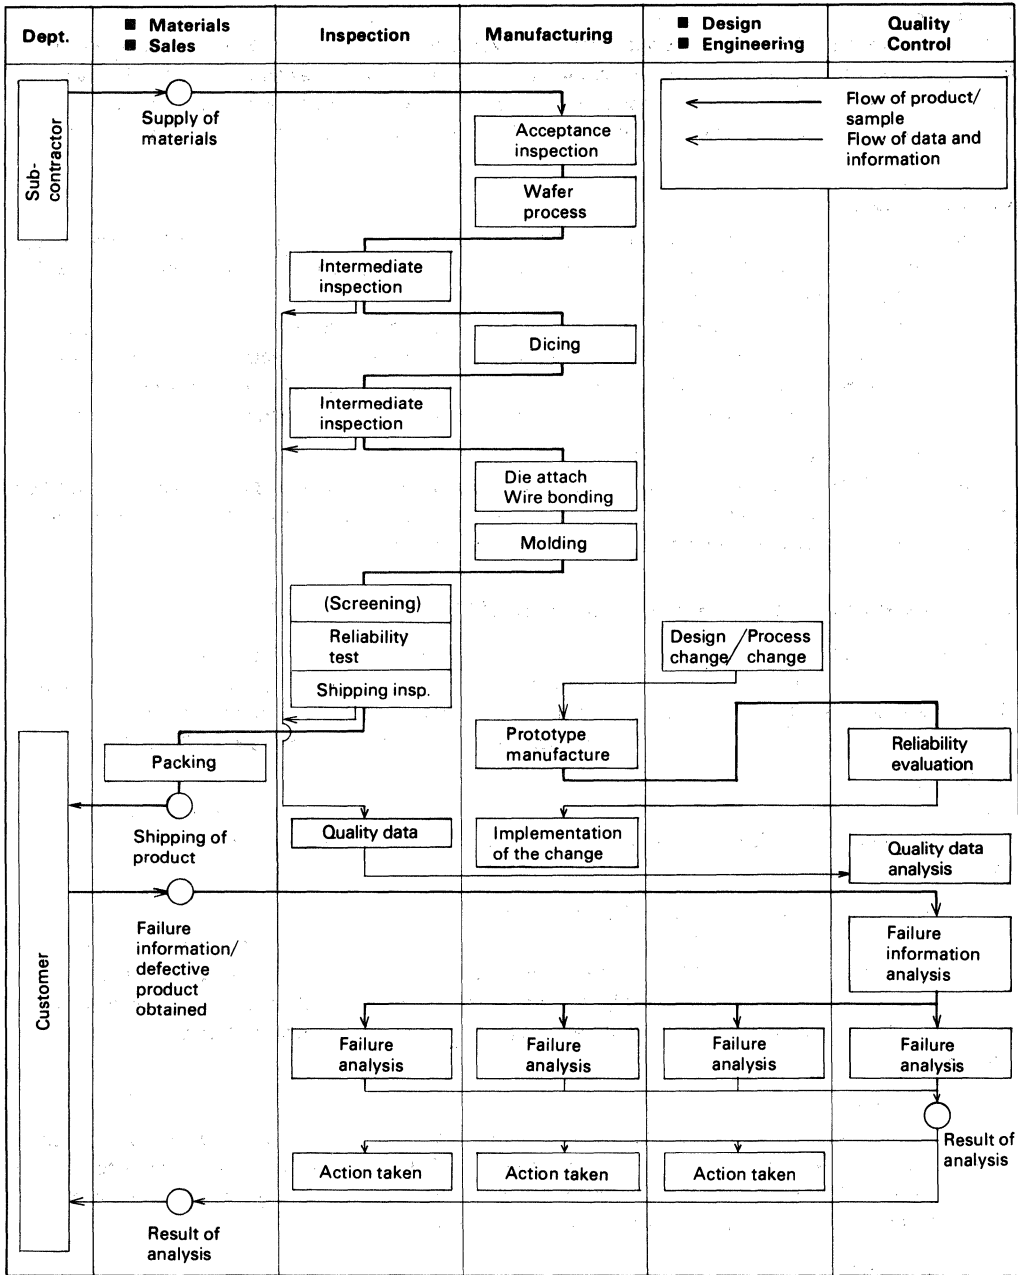 Dept.
■ Materials
■ Sales
Inspection
Manufacturing
■ Design
■ Engineering
Quality
Control
Sub-
contractor
Supply of
materials
Flow of product/
sample
Flow of data and
information
Acceptance
inspection
Wafer
process
Intermediate
inspection
Dicing
Intermediate
inspection
Die attach
Wire bonding
Molding
(Screening)
Reliability
test
Shipping insp.
Design
change/
Process
change
Prototype
manufacture
Reliability
evaluation
Customer
Packing
Shipping of
product
Quality data
Implementation
of the change
Quality data
analysis
Failure
information/
defective
product
obtained
Failure
information
analysis
Failure
analysis
Failure
analysis
Failure
analysis
Failure
analysis
Result of
analysis
Action taken
Action taken
Action taken
Result of
analysis